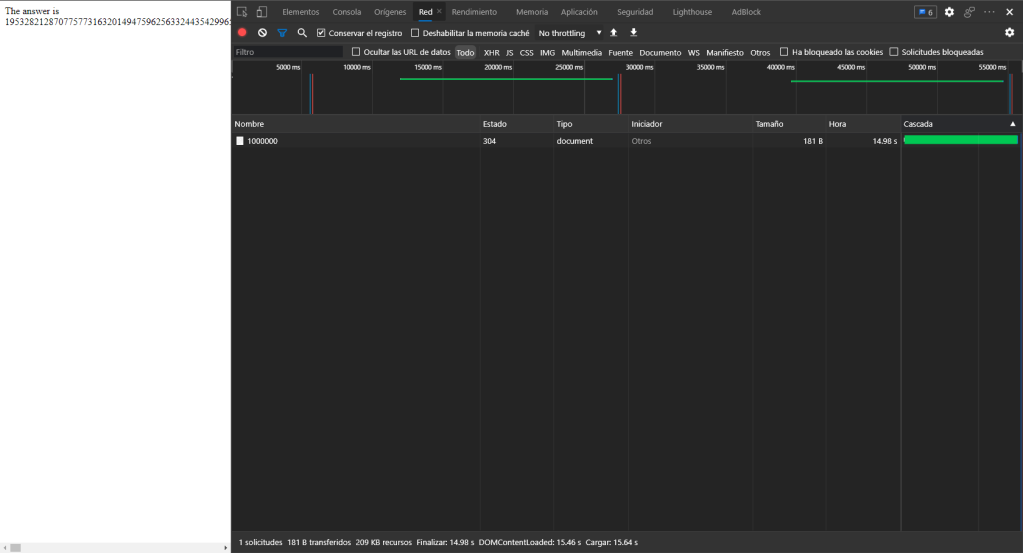 The answer is
19532821287077577316320149475962563324435429965
Elementos Consola Orígenes Red × Rendimiento Memoria Aplicación Seguridad Lighthouse AdBlock 6
Conservar el registro Deshabilitar la memoria caché No throttling
Filtro Ocultar las URL de datos Todo XHR JS CSS IMG Multimedia Fuente Documento WS Manifiesto Otros Ha bloqueado las cookies Solicitudes bloqueadas
5000 ms 10000 ms 15000 ms 20000 ms 25000 ms 30000 ms 35000 ms 40000 ms 45000 ms 50000 ms 55000 ms
Nombre Estado Tipo Iniciador Tamaño Hora Cascada
1000000 304 document Otros 181 B 14.98 s
1 solicitudes 181 B transferidos 209 KB recursos Finalizar: 14.98 s DOMContentLoaded: 15.46 s Cargar: 15.64 s